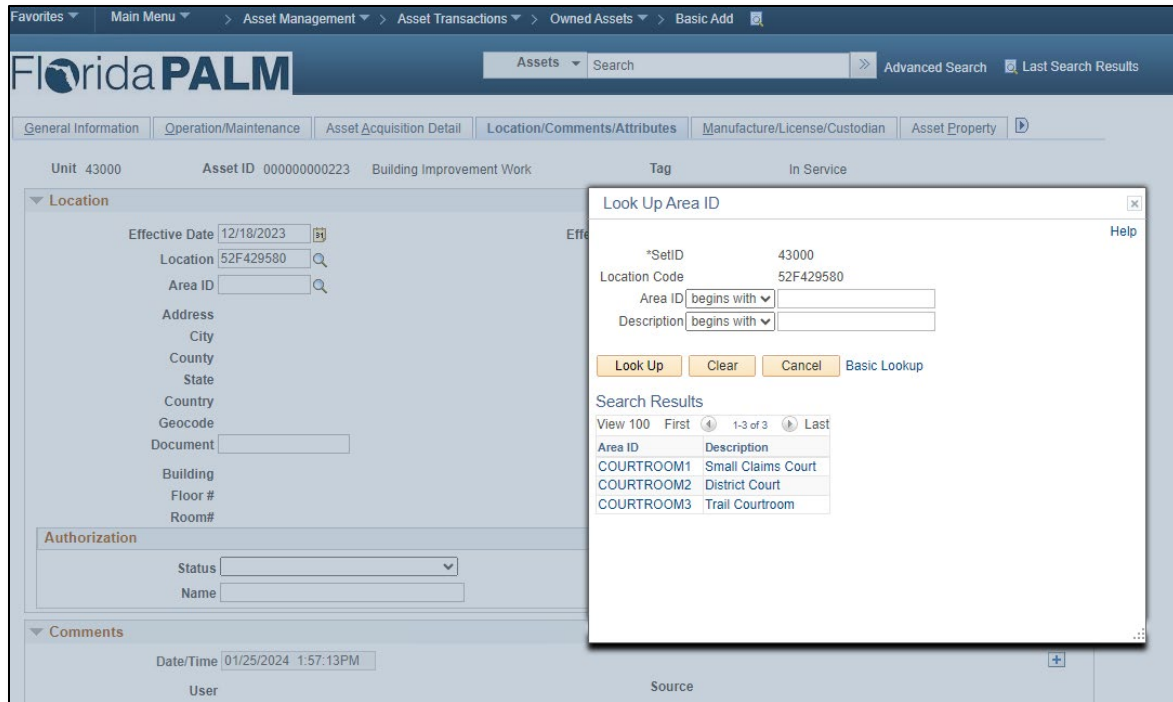 Favorites Main Menu > Asset Management > Asset Transactions > Owned Assets > Basic Add
Florida PALM
Assets Search Advanced Search Last Search Results
General Information Operation/Maintenance Asset Acquisition Detail Location/Comments/Attributes Manufacture/License/Custodian Asset Property
Unit 43000 Asset ID 000000000223 Building Improvement Work Tag In Service
Location
Effective Date 12/18/2023 Effe
Location 52F429580
Area ID
Address
City
County
State
Country
Geocode
Document
Building
Floor #
Room#
Authorization
Status
Name
Comments
Date/Time 01/25/2024 1:57:13PM
User Source
Look Up Area ID
Help
*SetID 43000
Location Code 52F429580
Area ID begins with
Description begins with
Look Up Clear Cancel Basic Lookup
Search Results
View 100 First 1-3 of 3 Last
Area ID Description
COURTROOM1 Small Claims Court
COURTROOM2 District Court
COURTROOM3 Trail Courtroom